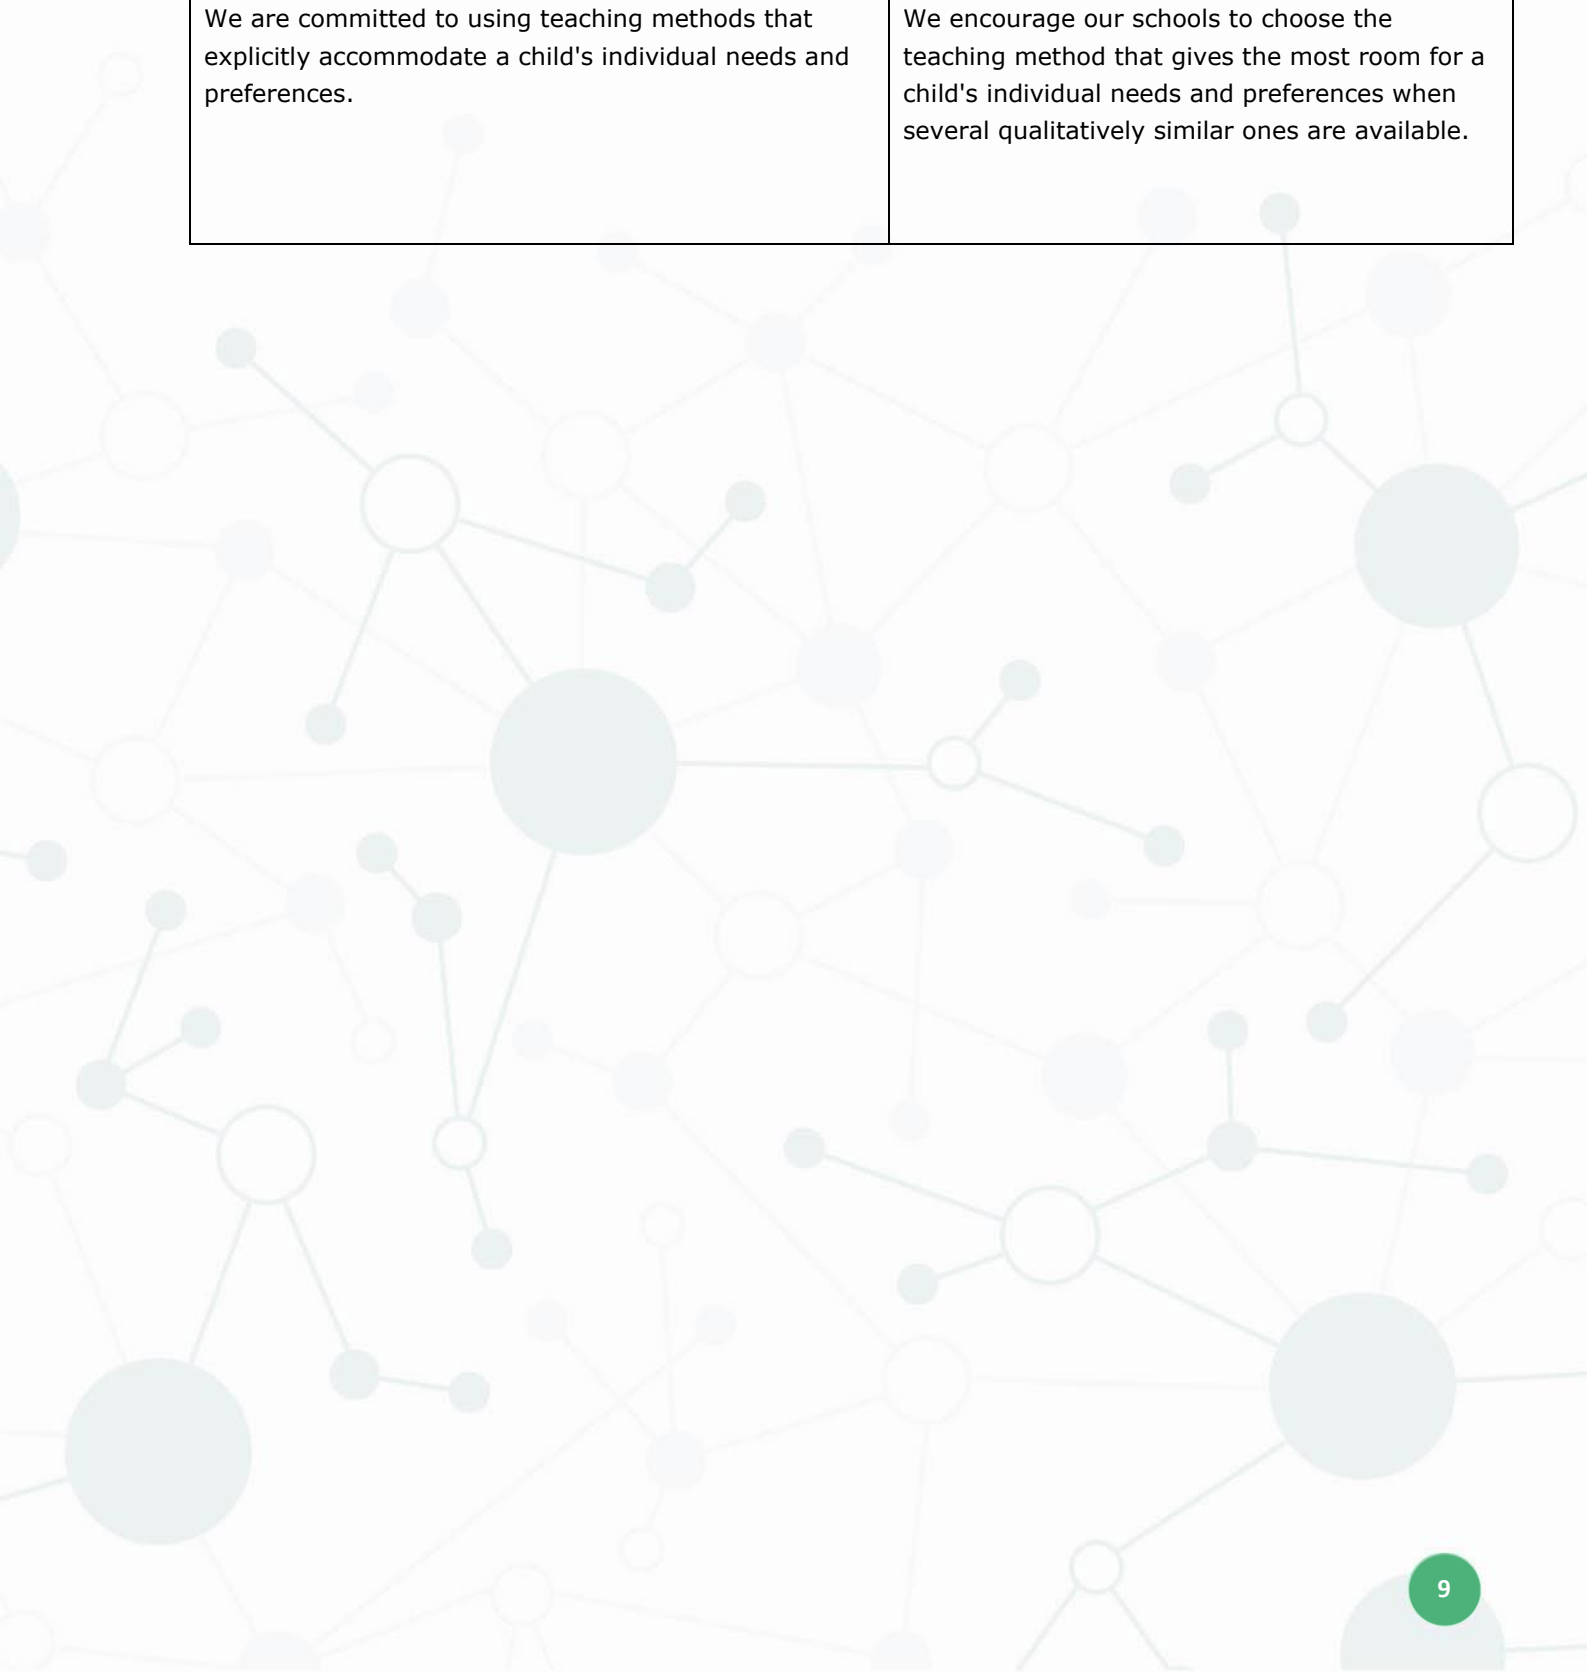 We are committed to using teaching methods that
explicitly accommodate a child's individual needs and
preferences.
We encourage our schools to choose the
teaching method that gives the most room for a
child's individual needs and preferences when
several qualitatively similar ones are available.
9